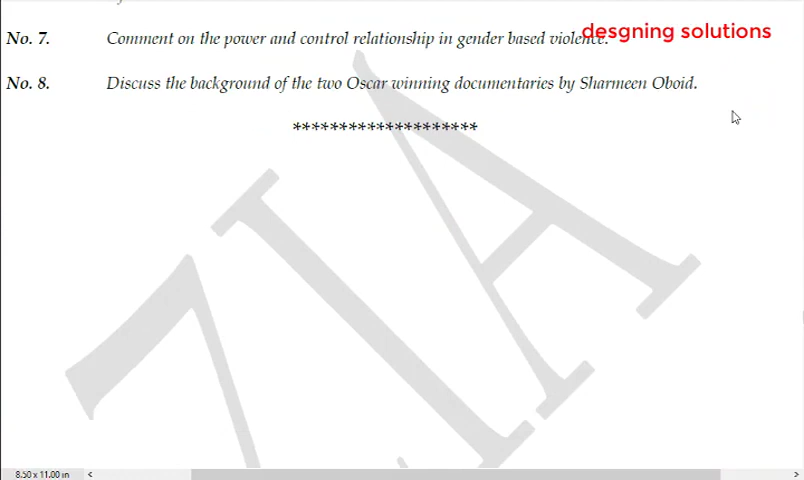 desgning solutions
No. 7. Comment on the power and control relationship in gender based violence.
No. 8. Discuss the background of the two Oscar winning documentaries by Sharmeen Oboid.
********************
ZIA
8.50 x 11.00 in